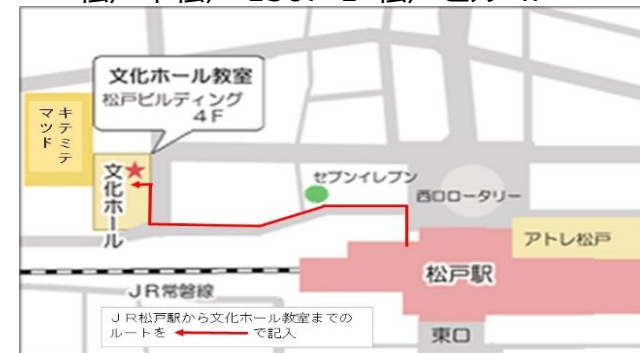 文化ホール教室
松戸ビルディング
4F
キテミテ
マツド
文化ホール
セブンイレブン
西口ロータリー
アトレ松戸
松戸駅
JR常磐線
JR松戸駅から文化ホール教室までの
ルートを で記入
東口